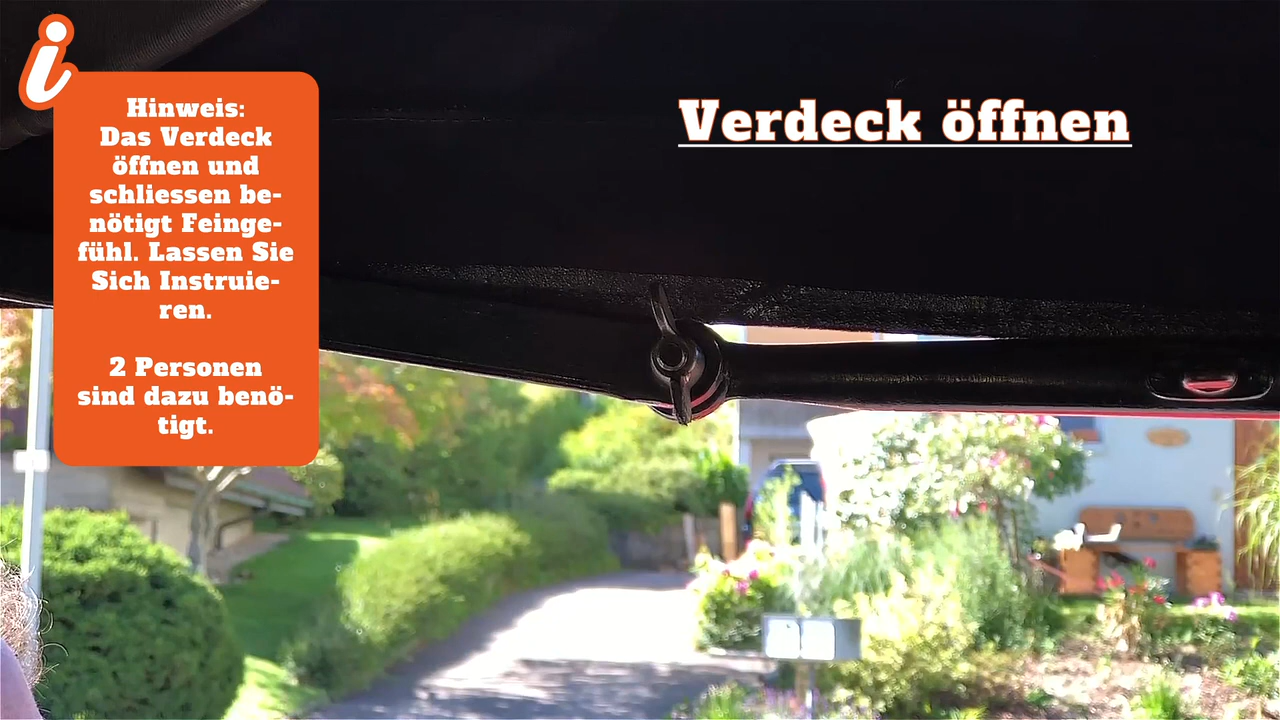 Verdeck öffnen
Hinweis:
Das Verdeck
öffnen und
schliessen be-
nötigt Feinge-
fühl. Lassen Sie
Sich Instruie-
ren.
2 Personen
sind dazu benö-
tigt.